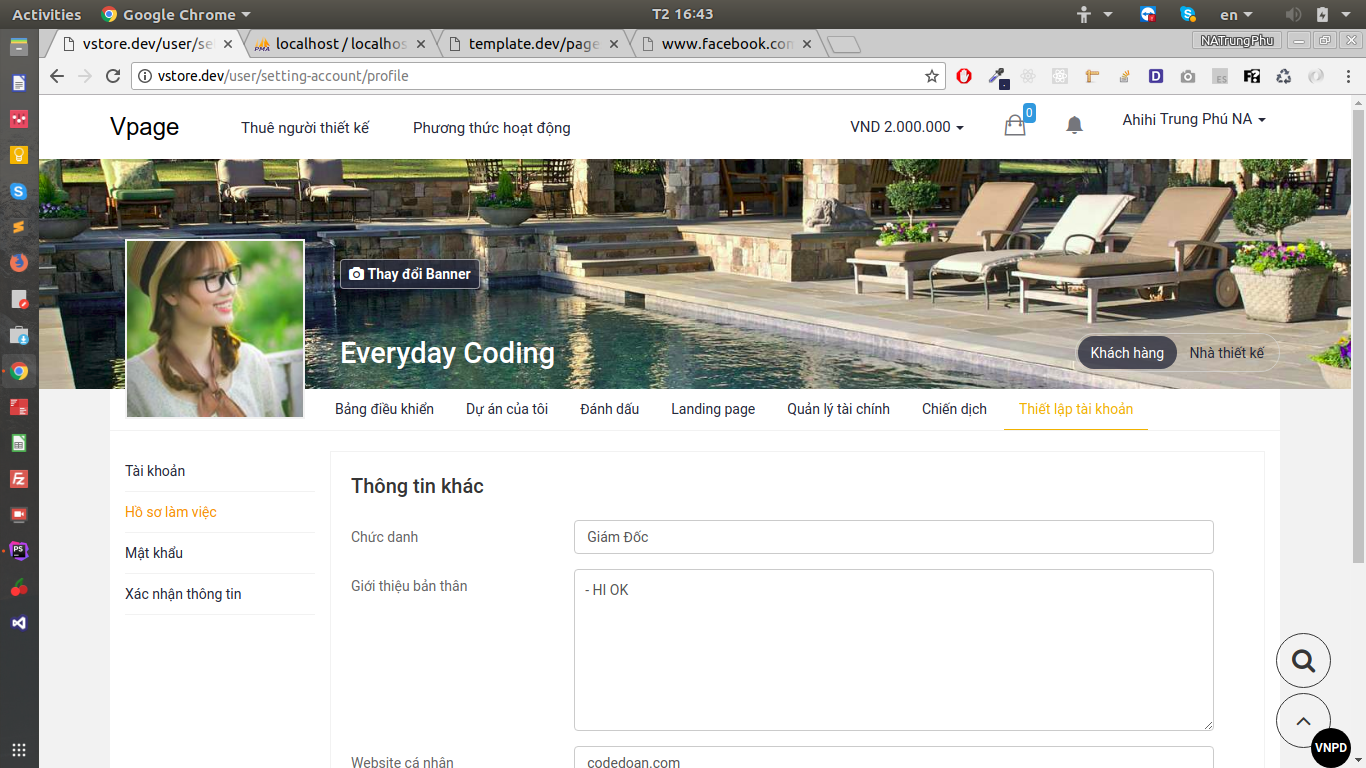 Activities Google Chrome T2 16:43 en
vstore.dev/user/se localhost / localhos template.dev/page www.facebook.con NATrungPhu
vstore.dev/user/setting-account/profile
Vpage Thuê người thiết kế Phương thức hoạt động VND 2.000.000 0 Ahihi Trung Phú NA
Thay đổi Banner
Everyday Coding
Khách hàng Nhà thiết kế
Bảng điều khiển Dự án của tôi Đánh dấu Landing page Quản lý tài chính Chiến dịch Thiết lập tài khoản
Tài khoản
Hồ sơ làm việc
Mật khẩu
Xác nhận thông tin
Thông tin khác
Chức danh Giám Đốc
Giới thiệu bản thân - HI OK
Website cá nhân codedoan.com
VNPD